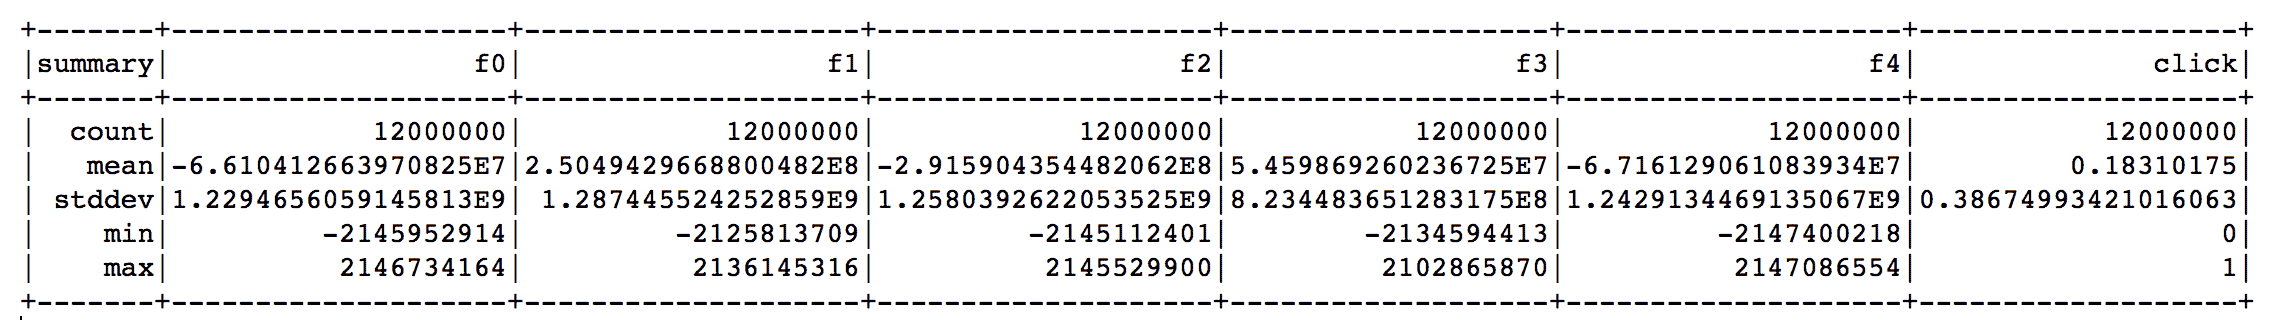 +-------+--------------------+--------------------+--------------------+-------------------+--------------------+-------------------+
|summary|                  f0|                  f1|                  f2|                 f3|                  f4|              click|
+-------+--------------------+--------------------+--------------------+-------------------+--------------------+-------------------+
|  count|            12000000|            12000000|            12000000|           12000000|            12000000|           12000000|
|   mean|-6.610412663970825E7|2.5049429668800482E8|-2.915904354482062E8|5.459869260236725E7|-6.716129061083934E7|         0.18310175|
| stddev|1.2294656059145813E9| 1.287445524252859E9|1.2580392622053525E9|8.234483651283175E8|1.2429134469135067E9|0.38674993421016063|
|    min|         -2145952914|         -2125813709|         -2145112401|        -2134594413|         -2147400218|                  0|
|    max|          2146734164|          2136145316|          2145529900|         2102865870|          2147086554|                  1|
+-------+--------------------+--------------------+--------------------+-------------------+--------------------+-------------------+